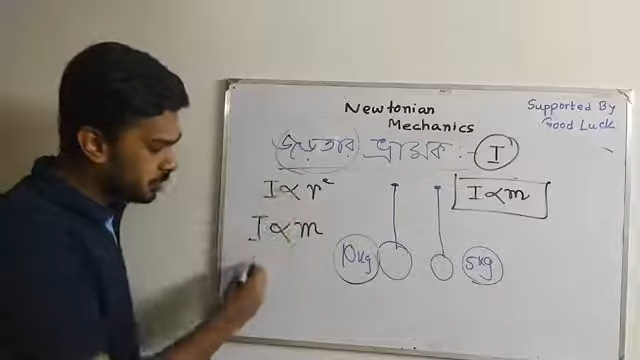 Newtonian
Mechanics
Supported By
Good Luck
জড়তার ভ্রামক :- I
I ∝ r²
I ∝ m
I ∝ m
10kg
5kg